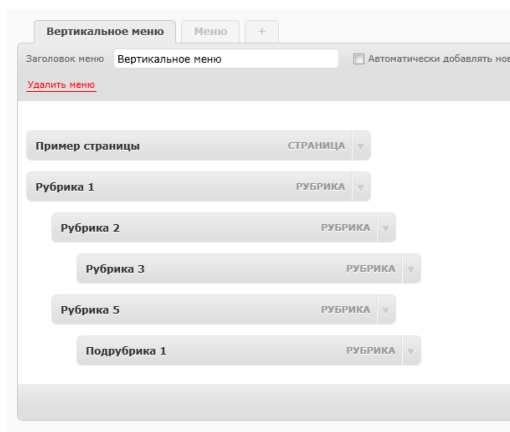 Вертикальное меню Меню +
Заголовок меню Вертикальное меню Автоматически добавлять нов
Удалить меню
Пример страницы СТРАНИЦА
Рубрика 1 РУБРИКА
Рубрика 2 РУБРИКА
Рубрика 3 РУБРИКА
Рубрика 5 РУБРИКА
Подрубрика 1 РУБРИКА